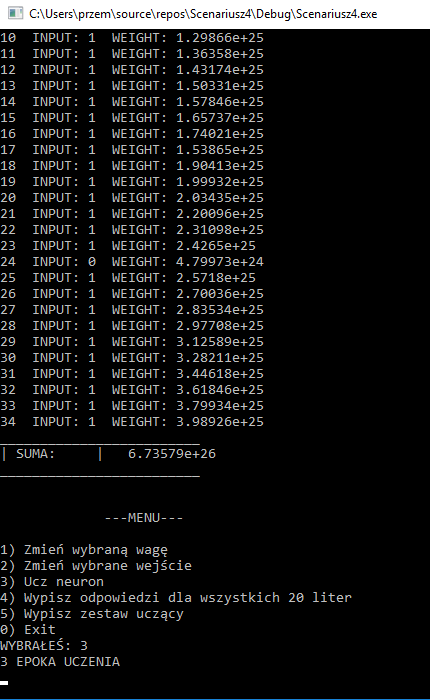 C:\Users\przem\source\repos\Scenariusz4\Debug\Scenariusz4.exe
10 INPUT: 1 WEIGHT: 1.29866e+25
11 INPUT: 1 WEIGHT: 1.36358e+25
12 INPUT: 1 WEIGHT: 1.43174e+25
13 INPUT: 1 WEIGHT: 1.50331e+25
14 INPUT: 1 WEIGHT: 1.57846e+25
15 INPUT: 1 WEIGHT: 1.65737e+25
16 INPUT: 1 WEIGHT: 1.74021e+25
17 INPUT: 1 WEIGHT: 1.53865e+25
18 INPUT: 1 WEIGHT: 1.90413e+25
19 INPUT: 1 WEIGHT: 1.99932e+25
20 INPUT: 1 WEIGHT: 2.03435e+25
21 INPUT: 1 WEIGHT: 2.20096e+25
22 INPUT: 1 WEIGHT: 2.31098e+25
23 INPUT: 1 WEIGHT: 2.4265e+25
24 INPUT: 0 WEIGHT: 4.79973e+24
25 INPUT: 1 WEIGHT: 2.5718e+25
26 INPUT: 1 WEIGHT: 2.70036e+25
27 INPUT: 1 WEIGHT: 2.83534e+25
28 INPUT: 1 WEIGHT: 2.97708e+25
29 INPUT: 1 WEIGHT: 3.12589e+25
30 INPUT: 1 WEIGHT: 3.28211e+25
31 INPUT: 1 WEIGHT: 3.44618e+25
32 INPUT: 1 WEIGHT: 3.61846e+25
33 INPUT: 1 WEIGHT: 3.79934e+25
34 INPUT: 1 WEIGHT: 3.98926e+25
| SUMA: | 6.73579e+26
---MENU---
1) Zmień wybraną wagę
2) Zmień wybrane wejście
3) Ucz neuron
4) Wypisz odpowiedzi dla wszystkich 20 liter
5) Wypisz zestaw uczący
0) Exit
WYBRAŁEŚ: 3
3 EPOKA UCZENIA